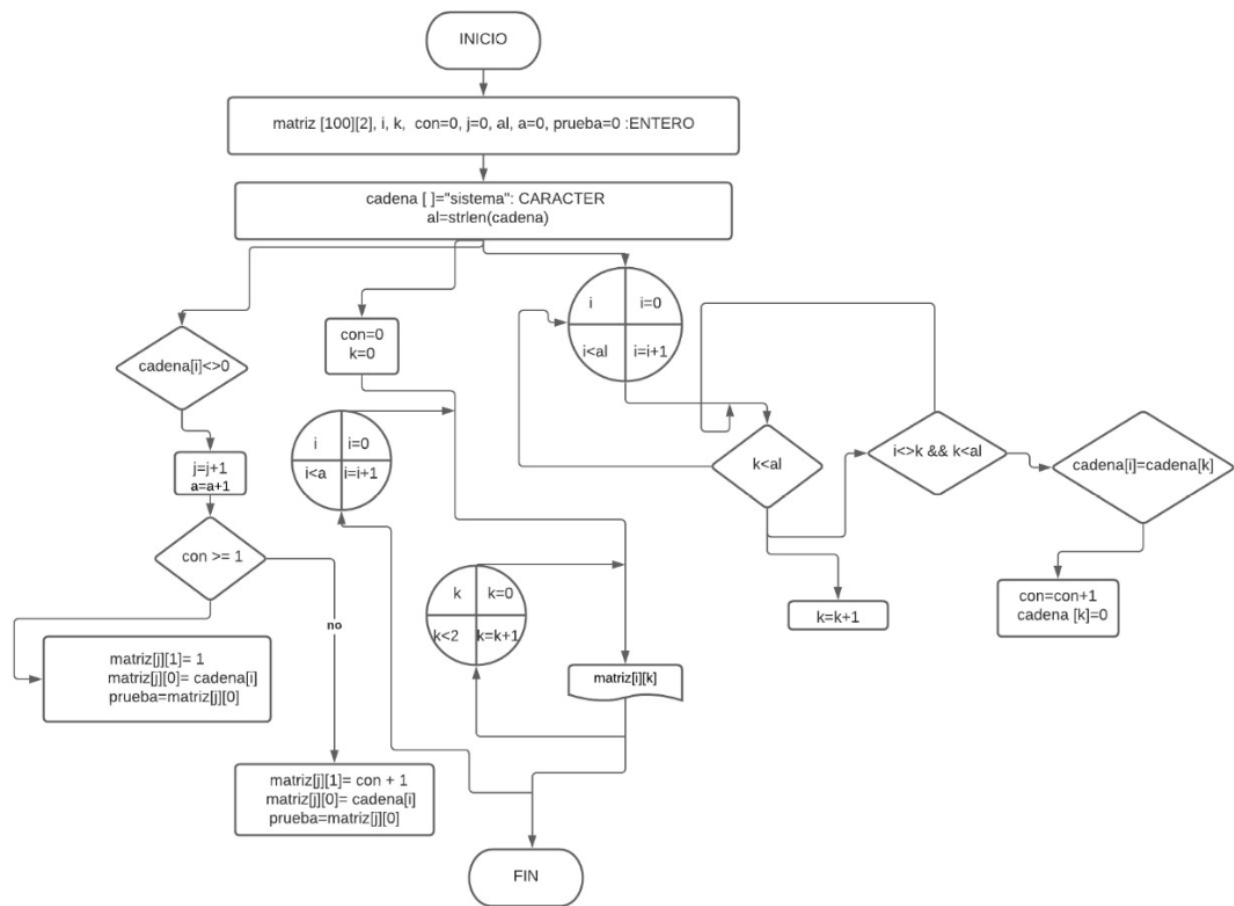 INICIO
matriz [100][2], i, k, con=0, j=0, al, a=0, prueba=0 :ENTERO
cadena [ ]="sistema": CARACTER
al=strlen(cadena)
i
i=0
i<al
i=i+1
con=0
k=0
cadena[i]<>0
i
i=0
i<a
i=i+1
k<al
i<>k && k<al
cadena[i]=cadena[k]
j=j+1
a=a+1
con >= 1
k
k=0
k<2
k=k+1
k=k+1
con=con+1
cadena [k]=0
no
matriz[j][1]= 1
matriz[j][0]= cadena[i]
prueba=matriz[j][0]
matriz[i][k]
matriz[j][1]= con + 1
matriz[j][0]= cadena[i]
prueba=matriz[j][0]
FIN